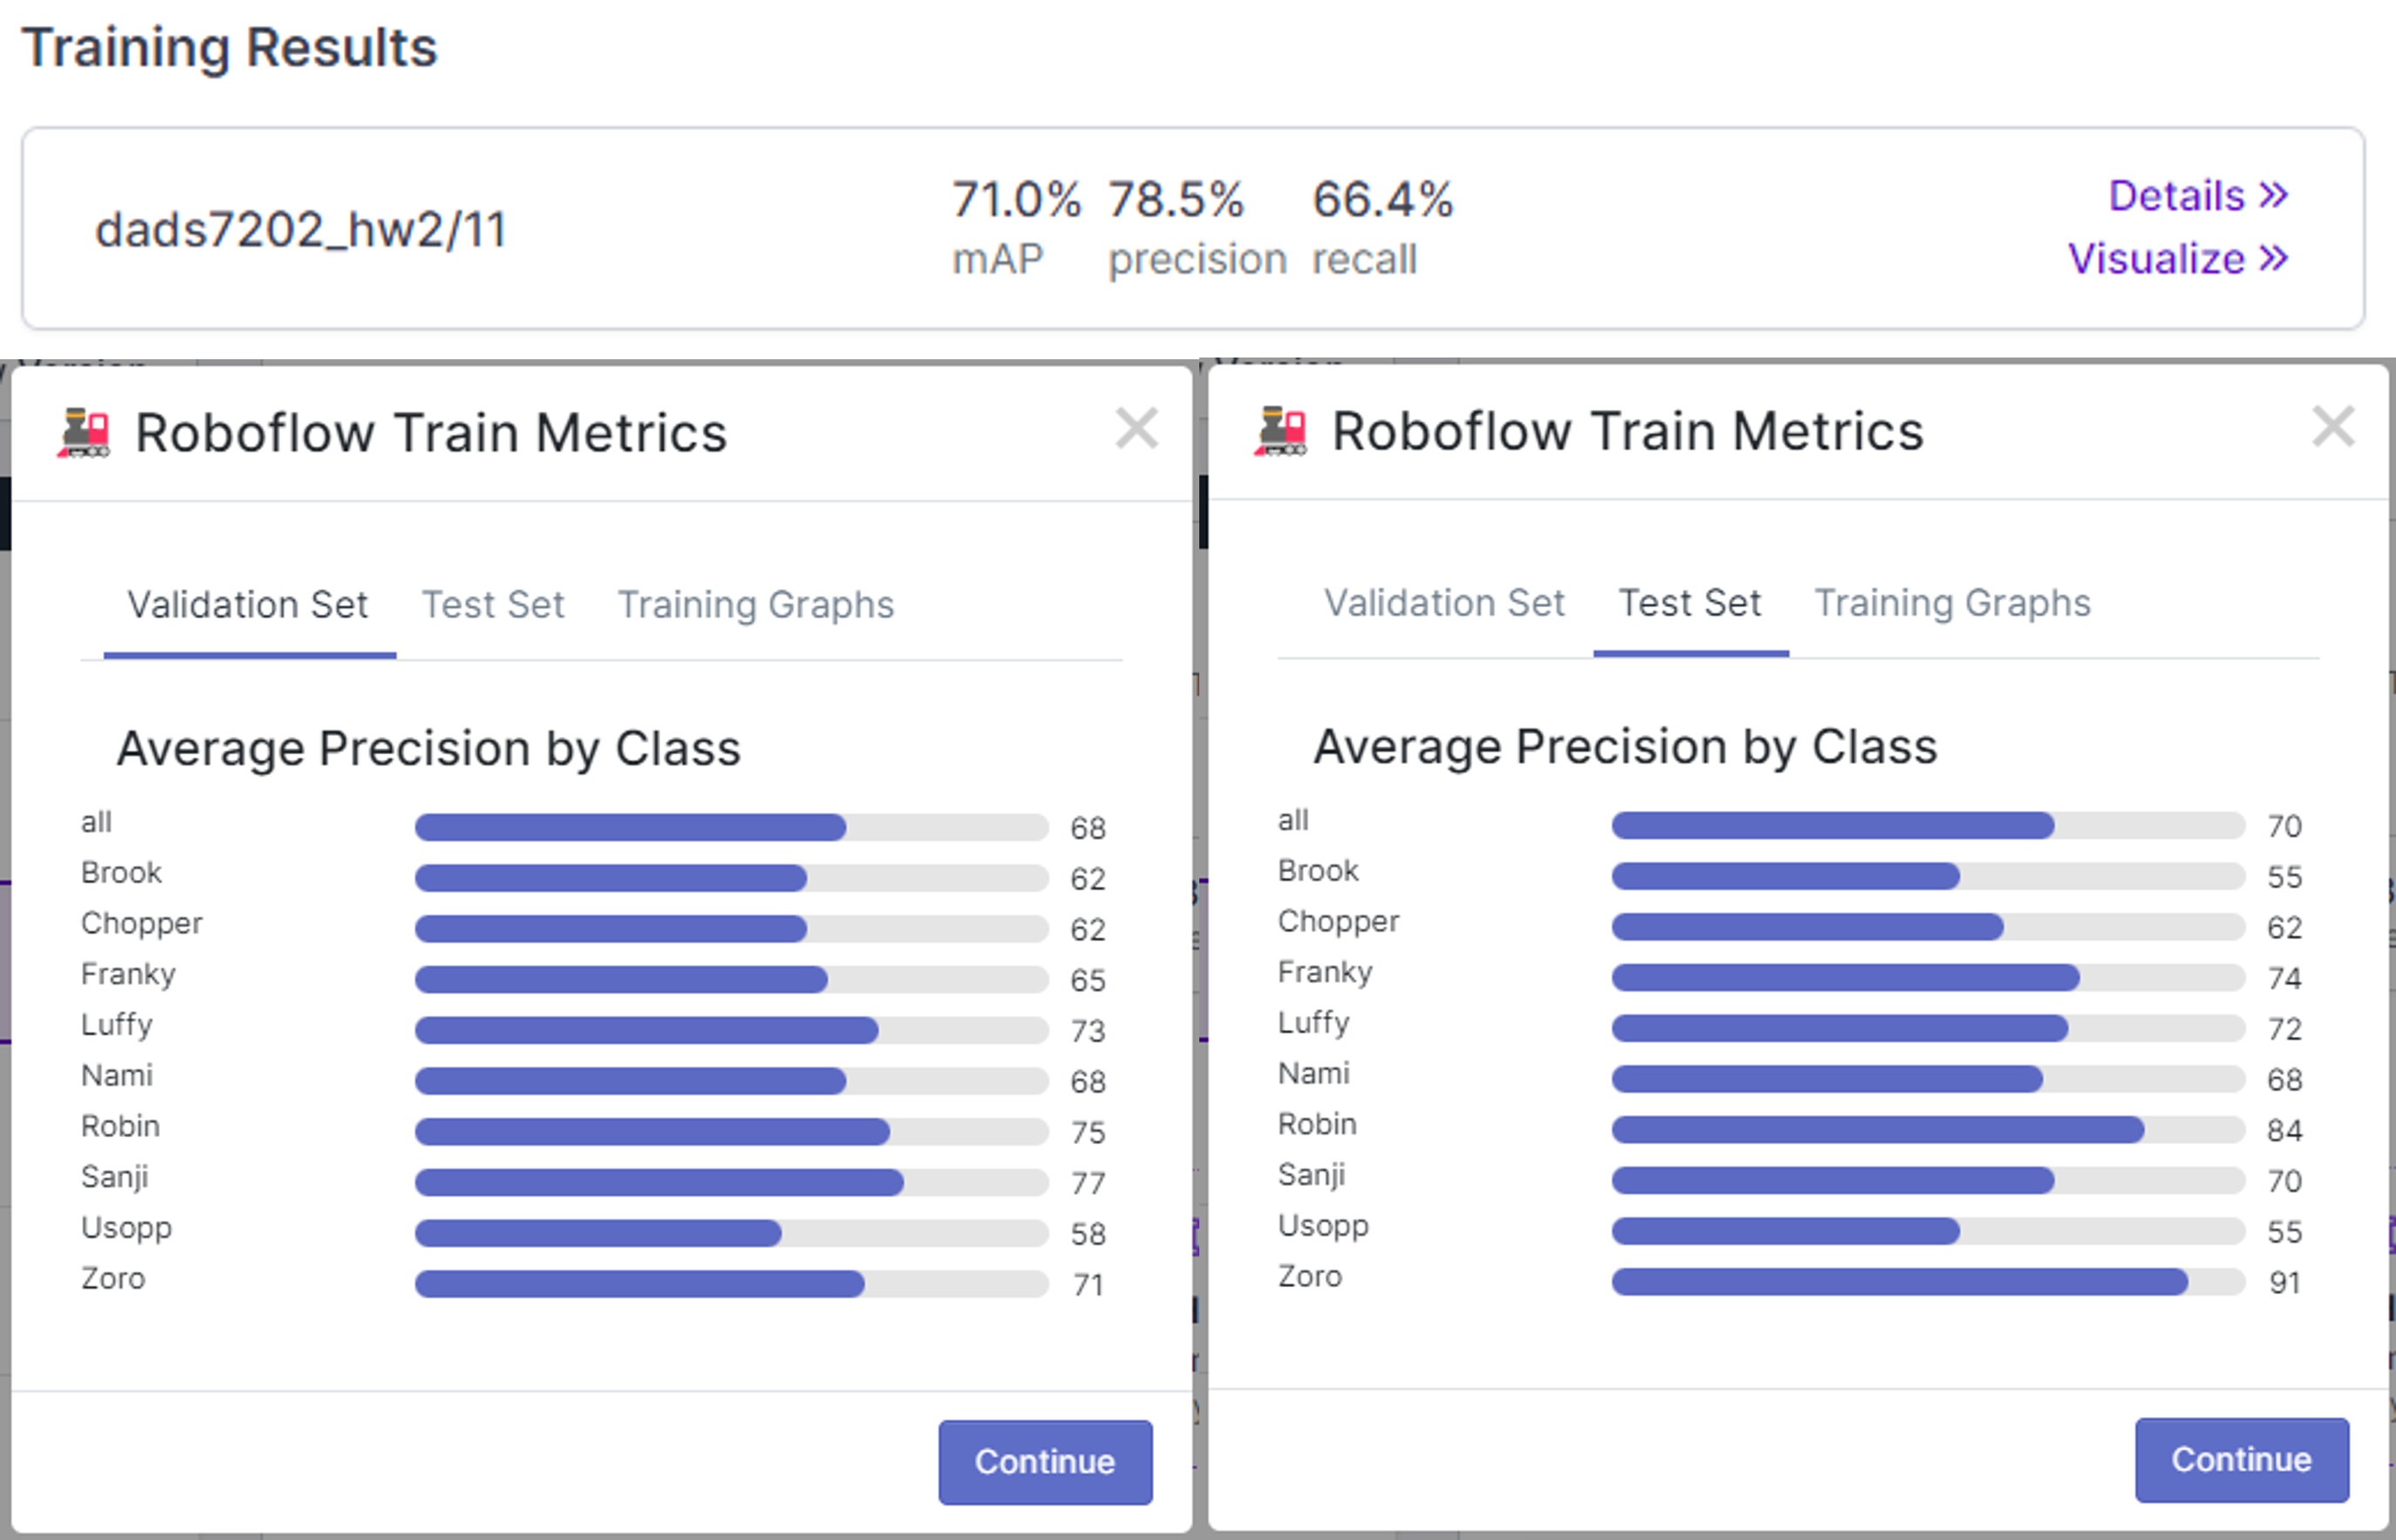 Training Results
dads7202_hw2/11
71.0% 78.5% 66.4%
mAP precision recall
Details »
Visualize »
Roboflow Train Metrics
Validation Set Test Set Training Graphs
Average Precision by Class
all 68
Brook 62
Chopper 62
Franky 65
Luffy 73
Nami 68
Robin 75
Sanji 77
Usopp 58
Zoro 71
Continue
Roboflow Train Metrics
Validation Set Test Set Training Graphs
Average Precision by Class
all 70
Brook 55
Chopper 62
Franky 74
Luffy 72
Nami 68
Robin 84
Sanji 70
Usopp 55
Zoro 91
Continue